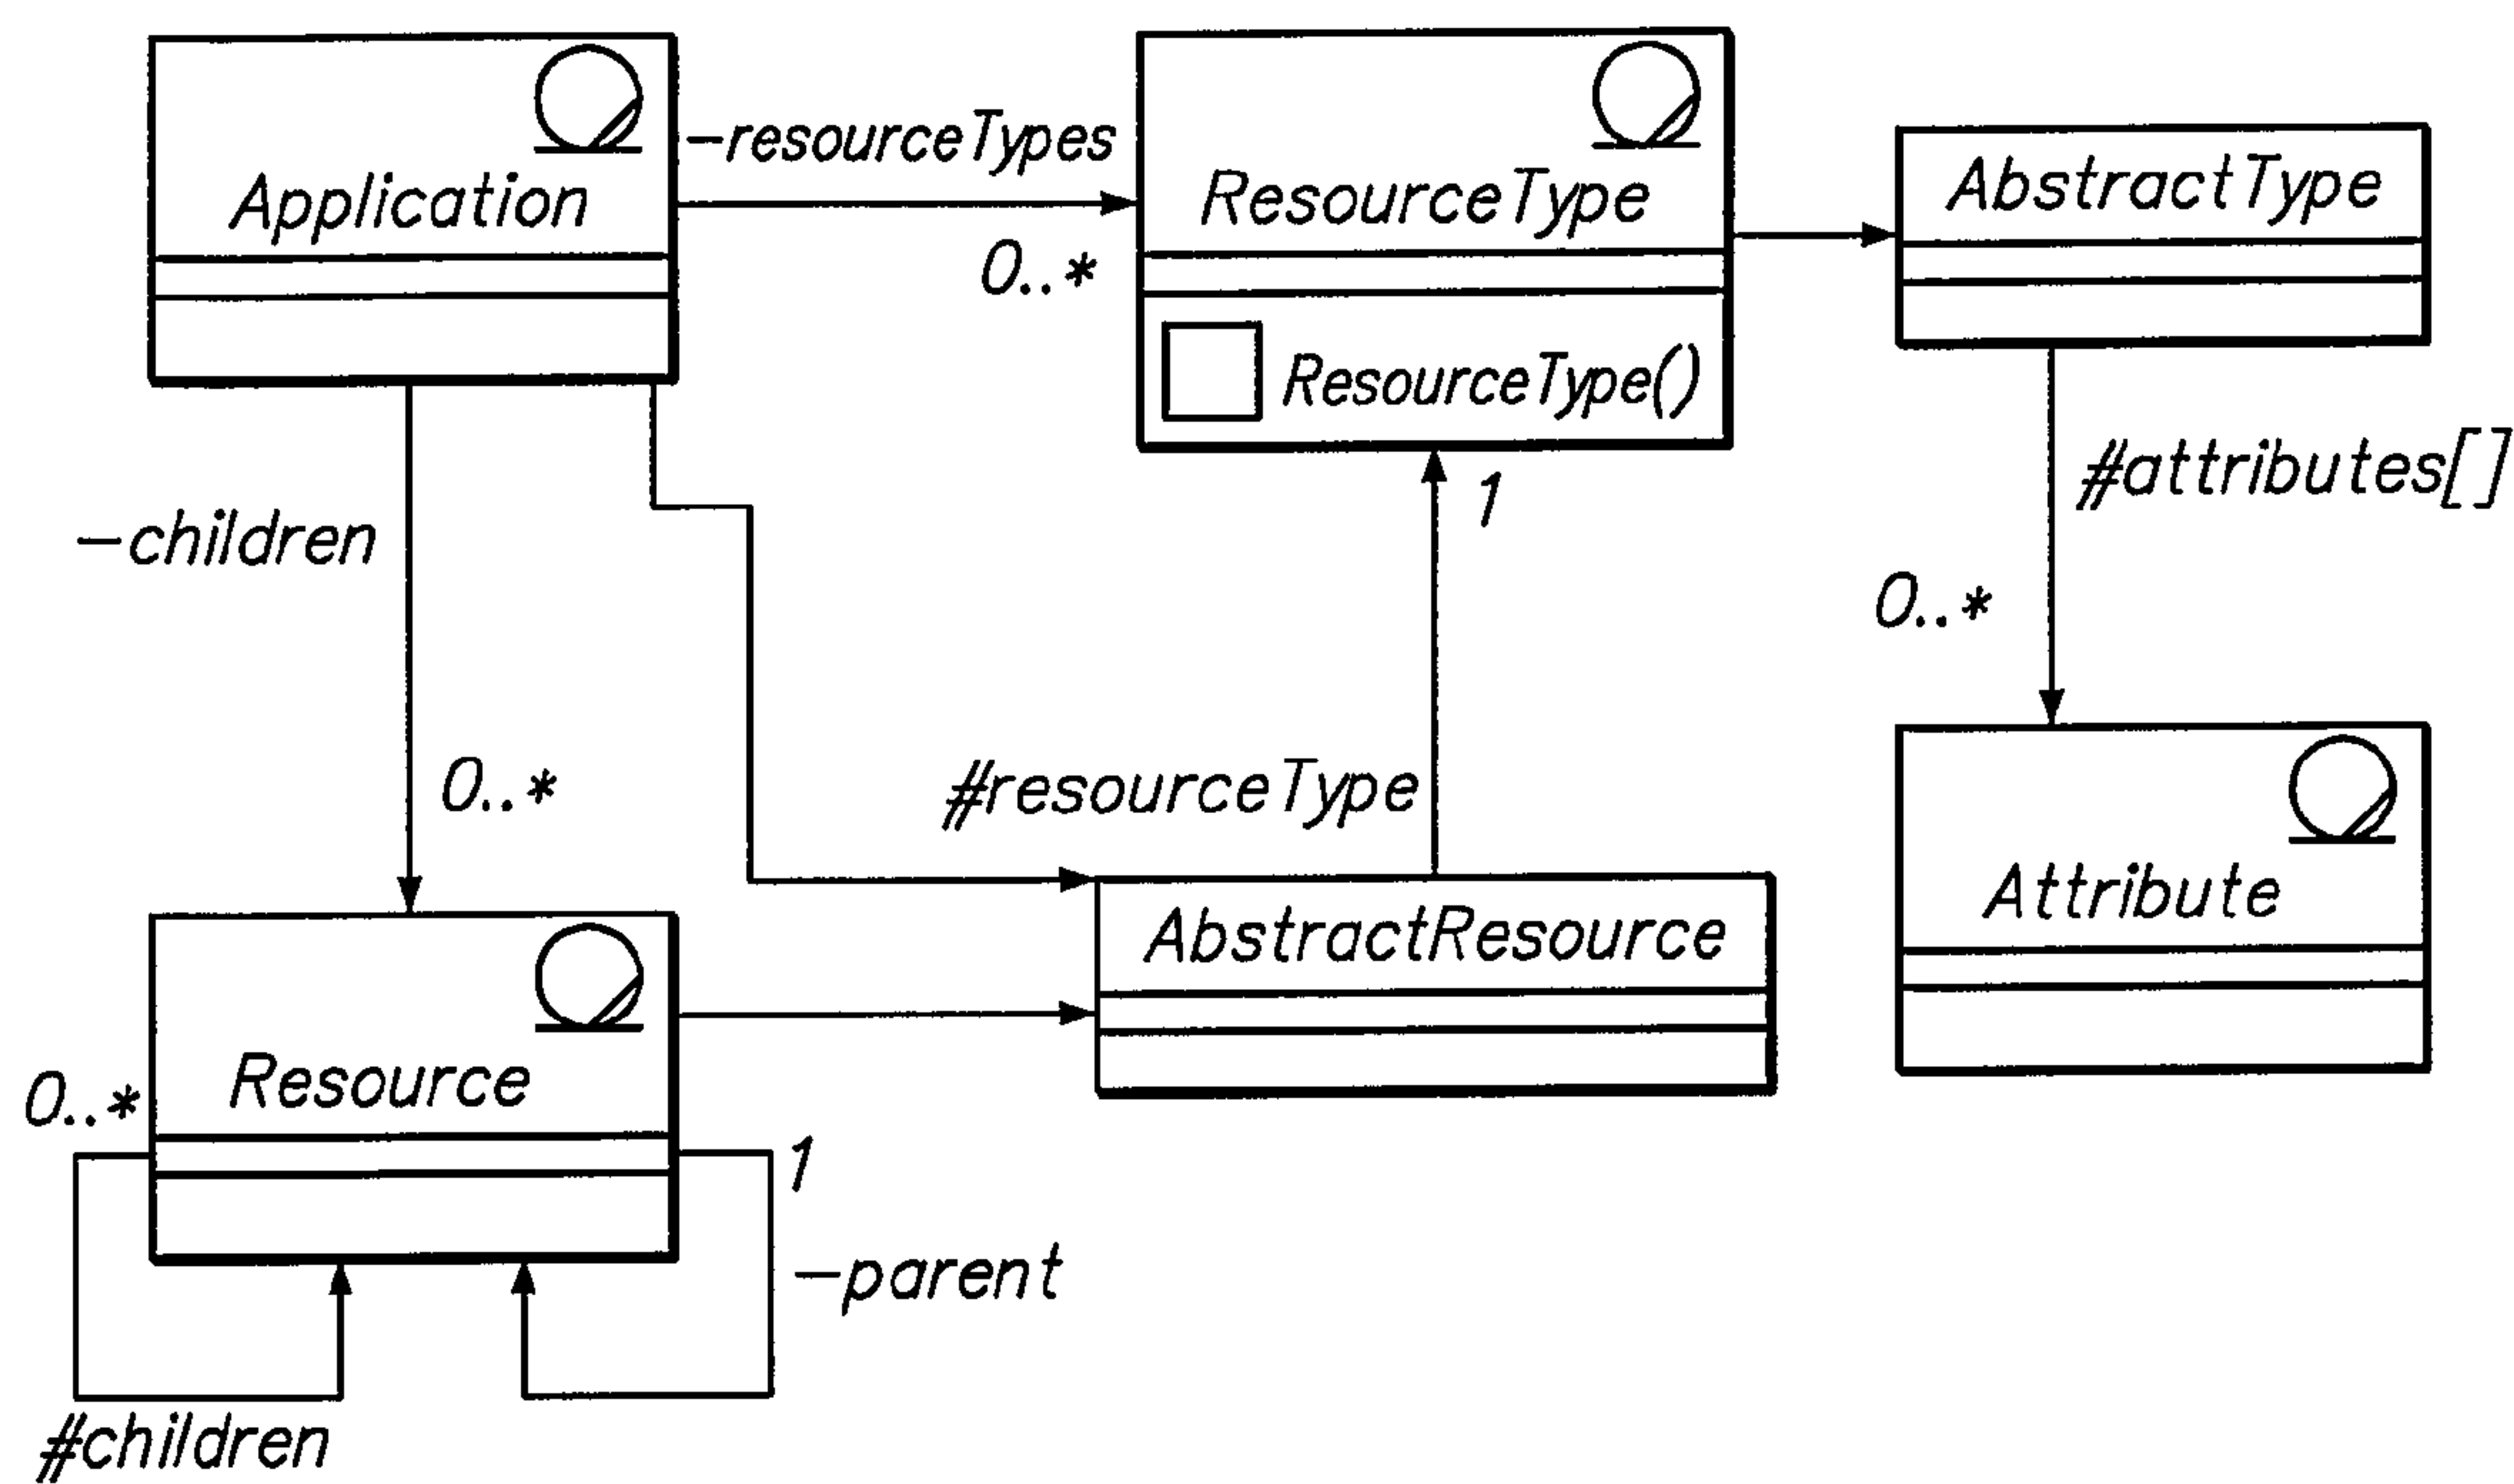 Application
-resourceTypes
0..*
ResourceType
ResourceType()
AbstractType
#attributes[]
0..*
-children
0..*
1
#resourceType
AbstractResource
Attribute
Resource
0..*
#children
1
-parent